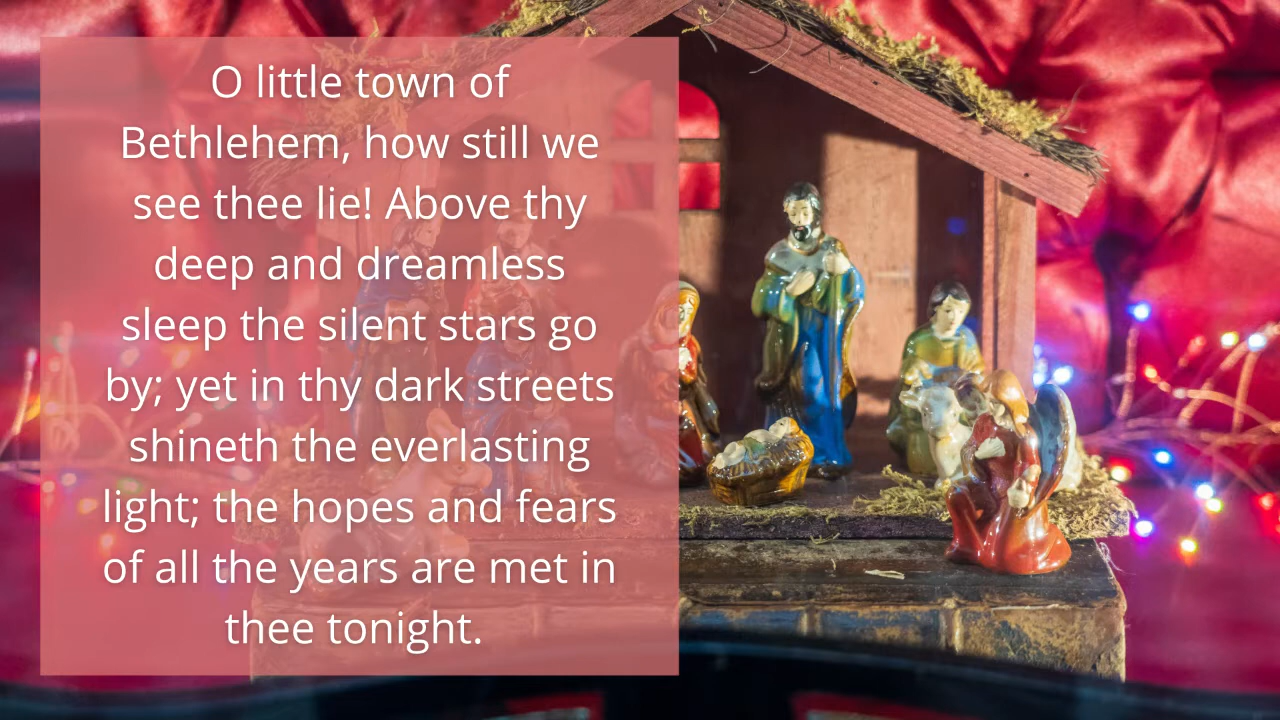 O little town of
Bethlehem, how still we
see thee lie! Above thy
deep and dreamless
sleep the silent stars go
by; yet in thy dark streets
shineth the everlasting
light; the hopes and fears
of all the years are met in
thee tonight.